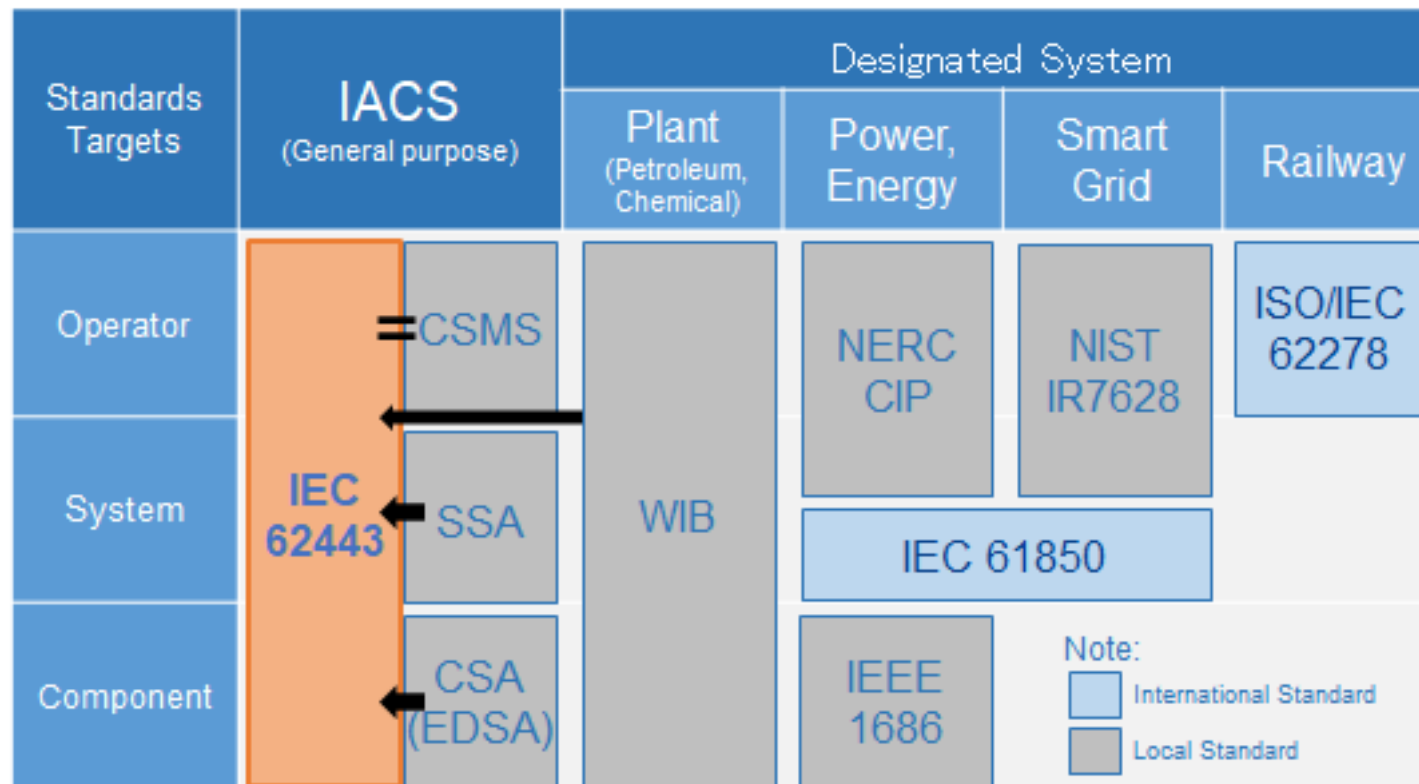 Standards
Targets
IACS
(General purpose)
Designated System
Plant
(Petroleum,
Chemical)
Power,
Energy
Smart
Grid
Railway
Operator
System
Component
IEC
62443
=
CSMS
SSA
CSA
(EDSA)
WIB
NERC
CIP
NIST
IR7628
ISO/IEC
62278
IEC 61850
IEEE
1686
Note:
International Standard
Local Standard